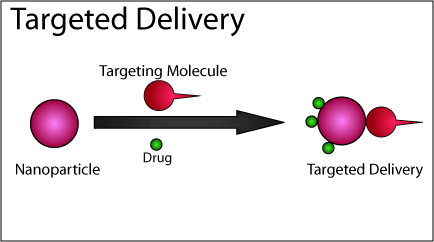 Targeted Delivery
Targeting Molecule
Drug
Nanoparticle
Targeted Delivery